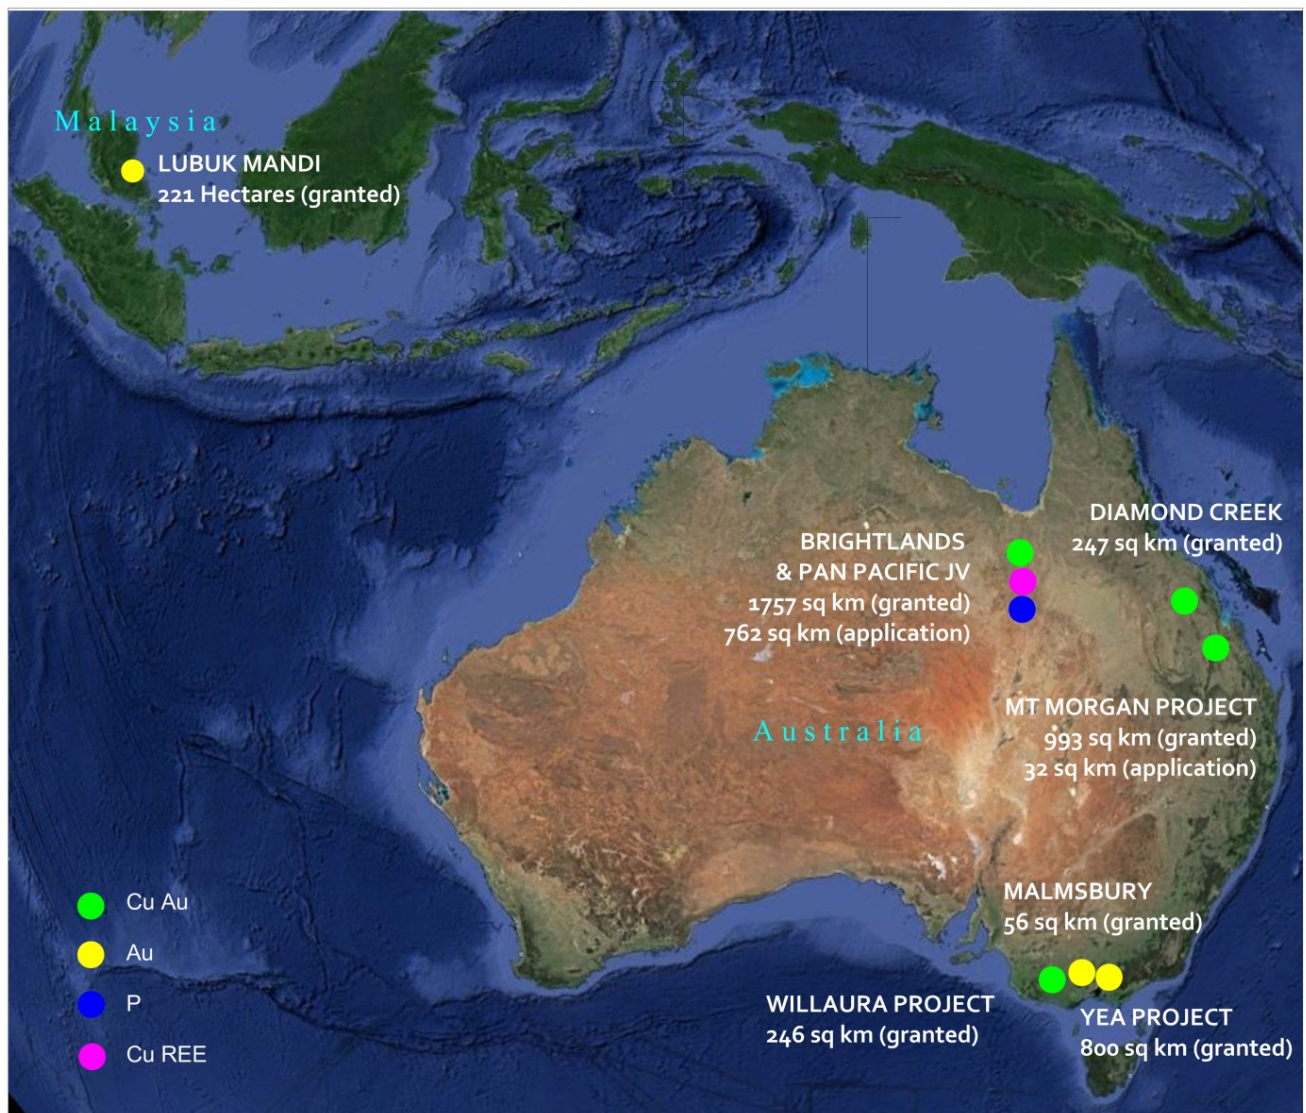 Malaysia
LUBUK MANDI
221 Hectares (granted)
DIAMOND CREEK
247 sq km (granted)
BRIGHTLANDS
& PAN PACIFIC JV
1757 sq km (granted)
762 sq km (application)
MT MORGAN PROJECT
993 sq km (granted)
32 sq km (application)
Australia
MALMSBURY
56 sq km (granted)
WILLAURA PROJECT
246 sq km (granted)
YEA PROJECT
800 sq km (granted)
Cu Au
Au
P
Cu REE